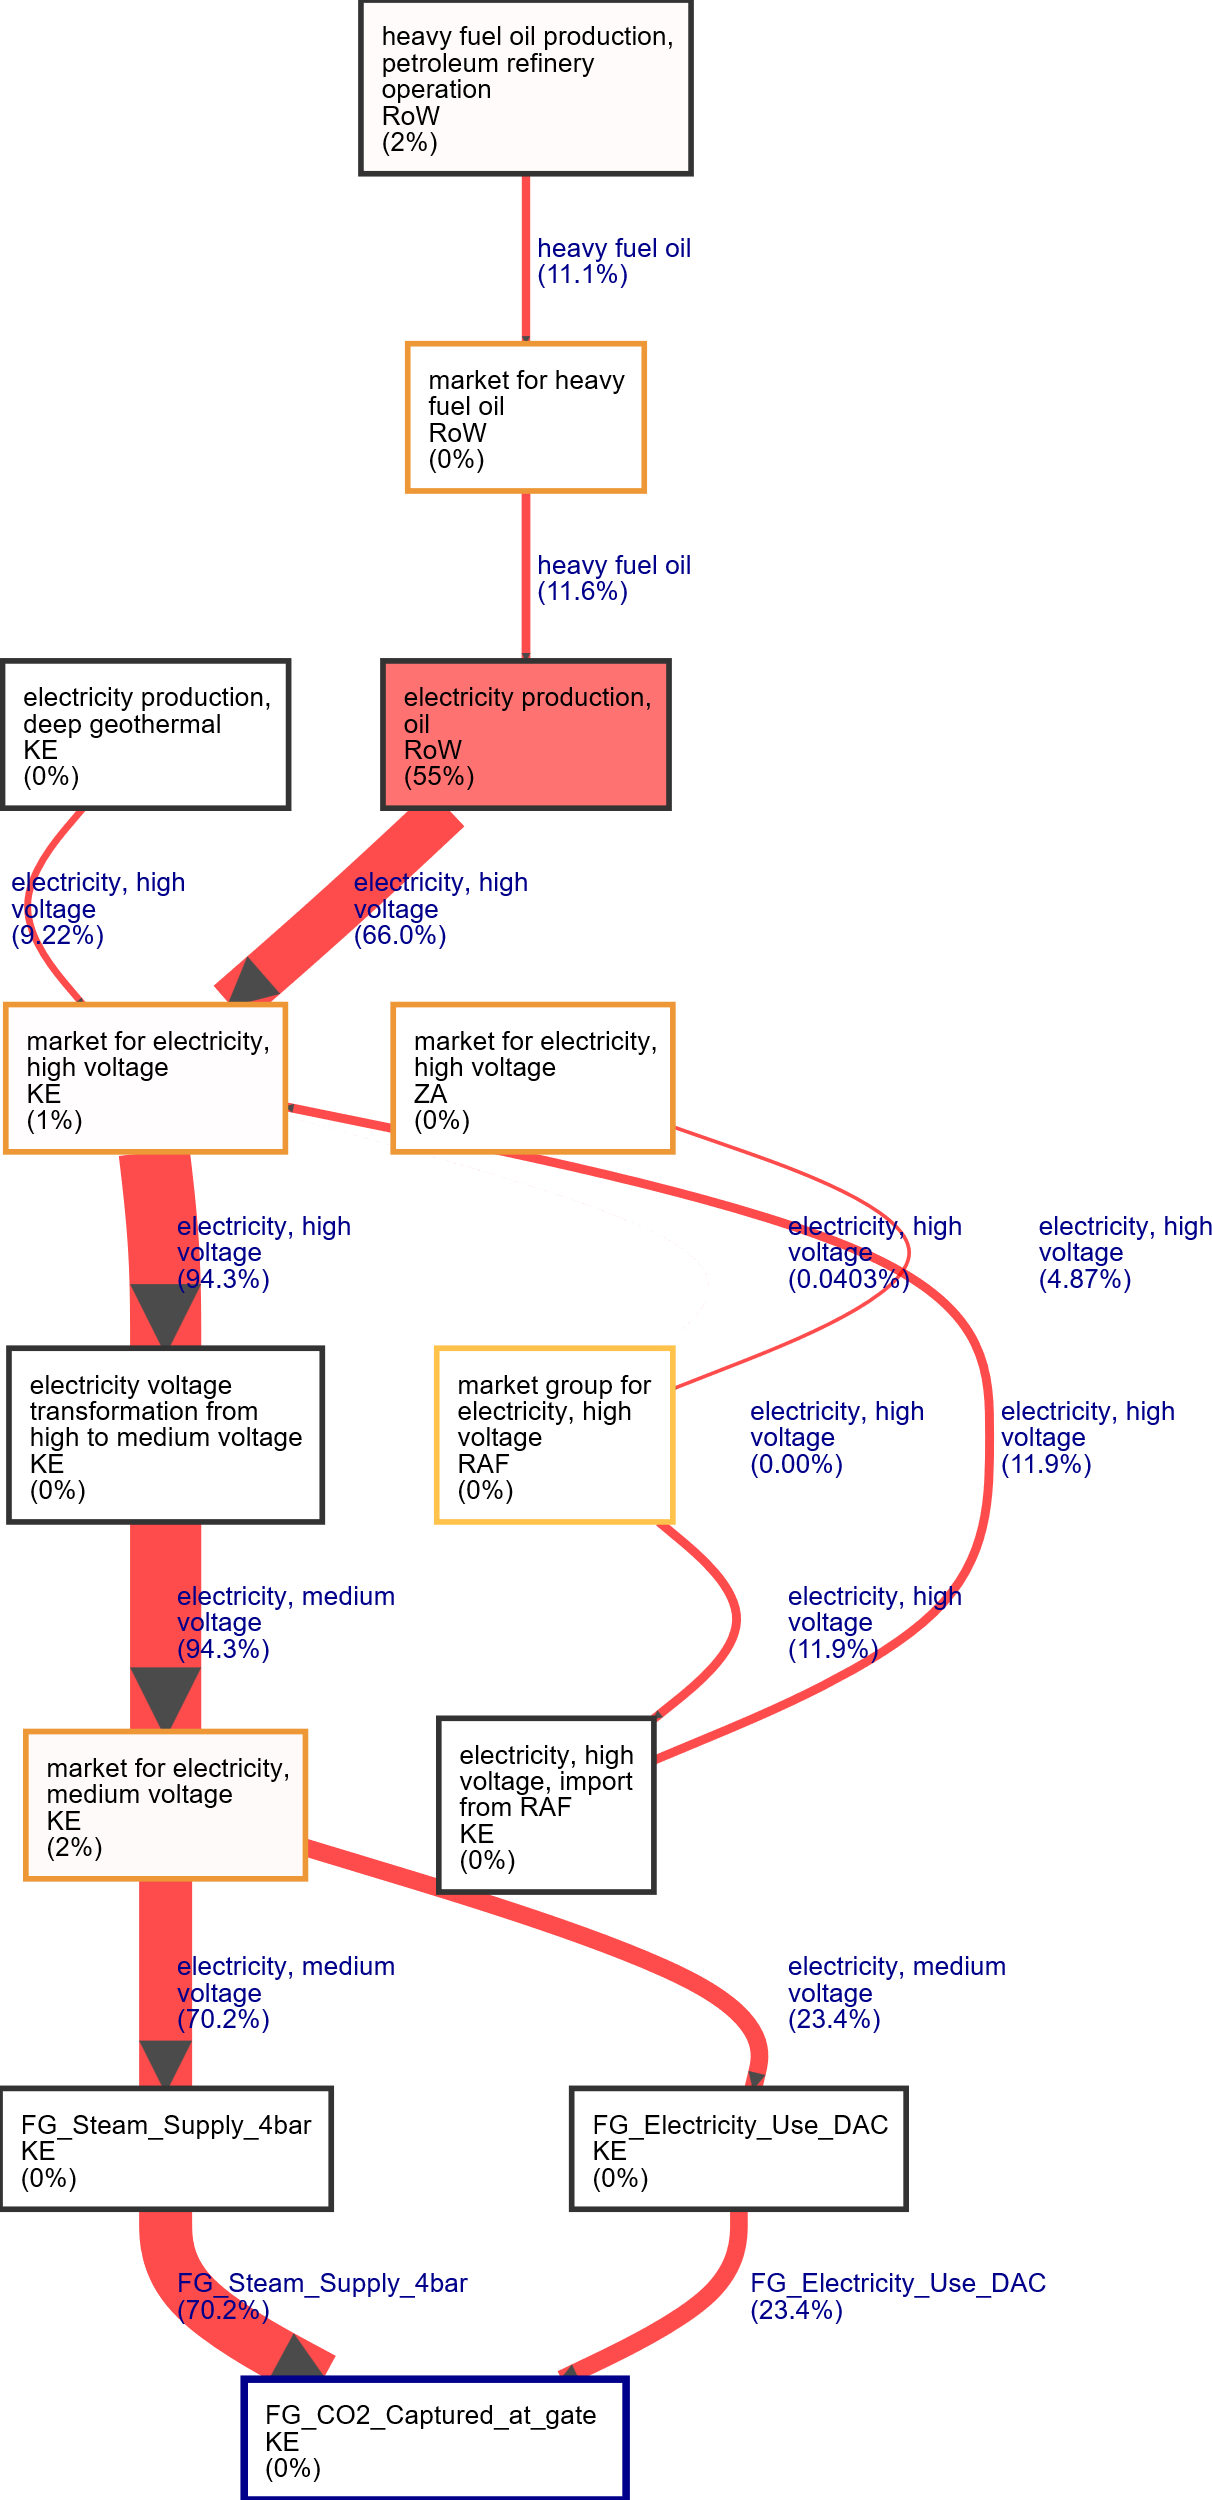 heavy fuel oil production,
petroleum refinery
operation
RoW
(2%)
heavy fuel oil
(11.1%)
market for heavy
fuel oil
RoW
(0%)
heavy fuel oil
(11.6%)
electricity production,
deep geothermal
KE
(0%)
electricity production,
oil
RoW
(55%)
electricity, high
voltage
(9.22%)
electricity, high
voltage
(66.0%)
market for electricity,
high voltage
KE
(1%)
market for electricity,
high voltage
ZA
(0%)
electricity, high
voltage
(94.3%)
electricity, high
voltage
(0.0403%)
electricity, high
voltage
(4.87%)
electricity voltage
transformation from
high to medium voltage
KE
(0%)
market group for
electricity, high
voltage
RAF
(0%)
electricity, high
voltage
(0.00%)
electricity, high
voltage
(11.9%)
electricity, medium
voltage
(94.3%)
electricity, high
voltage
(11.9%)
market for electricity,
medium voltage
KE
(2%)
electricity, high
voltage, import
from RAF
KE
(0%)
electricity, medium
voltage
(70.2%)
electricity, medium
voltage
(23.4%)
FG_Steam_Supply_4bar
KE
(0%)
FG_Electricity_Use_DAC
KE
(0%)
FG_Steam_Supply_4bar
(70.2%)
FG_Electricity_Use_DAC
(23.4%)
FG_CO2_Captured_at_gate
KE
(0%)